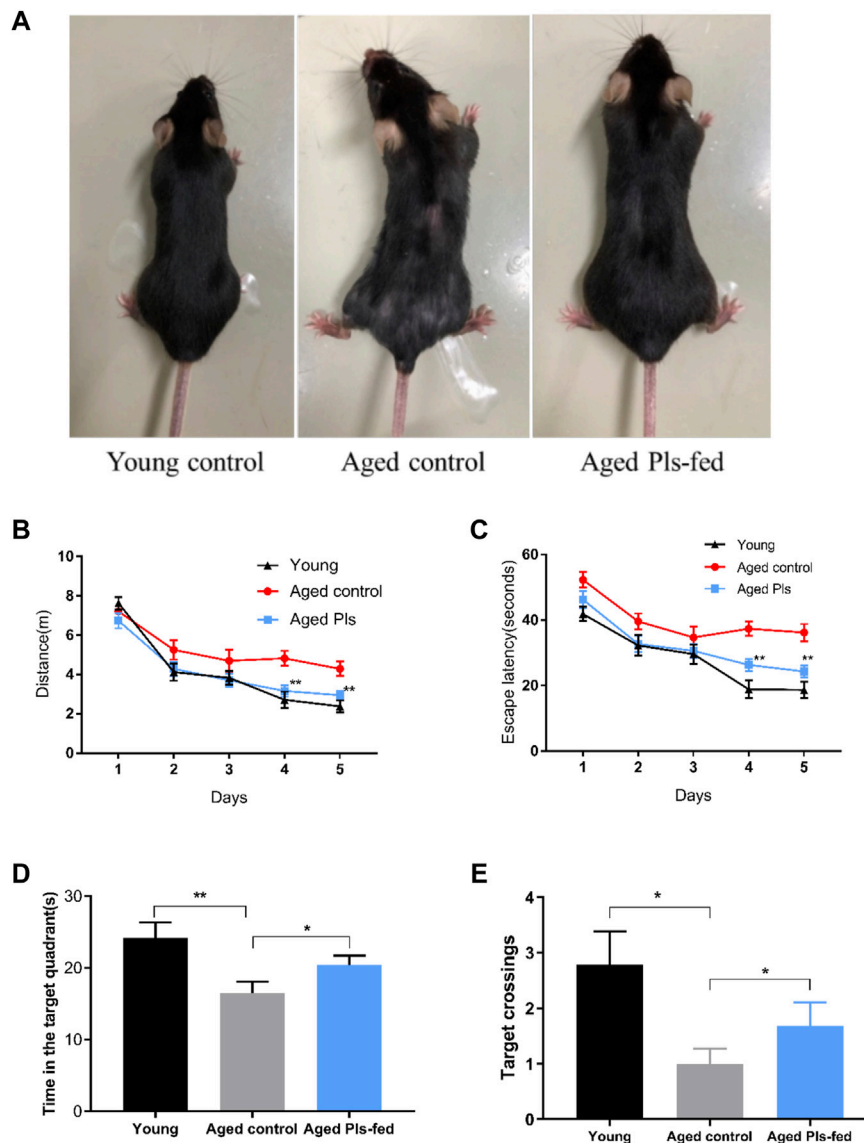 A
Young control
Aged control
Aged Pls-fed
B
Distance(m)
10
8
6
4
2
0
1
2
3
4
5
Days
Young
Aged control
Aged Pls
**
**
C
Escape latency(seconds)
60
40
20
0
1
2
3
4
5
Days
Young
Aged control
Aged Pls
**
**
D
Time in the target quadrant(s)
30
20
10
0
**
*
Young
Aged control
Aged Pls-fed
E
Target crossings
4
3
2
1
0
*
*
Young
Aged control
Aged Pls-fed